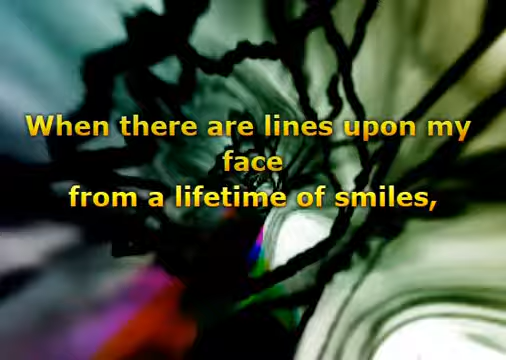 When there are lines upon my
face
from a lifetime of smiles,